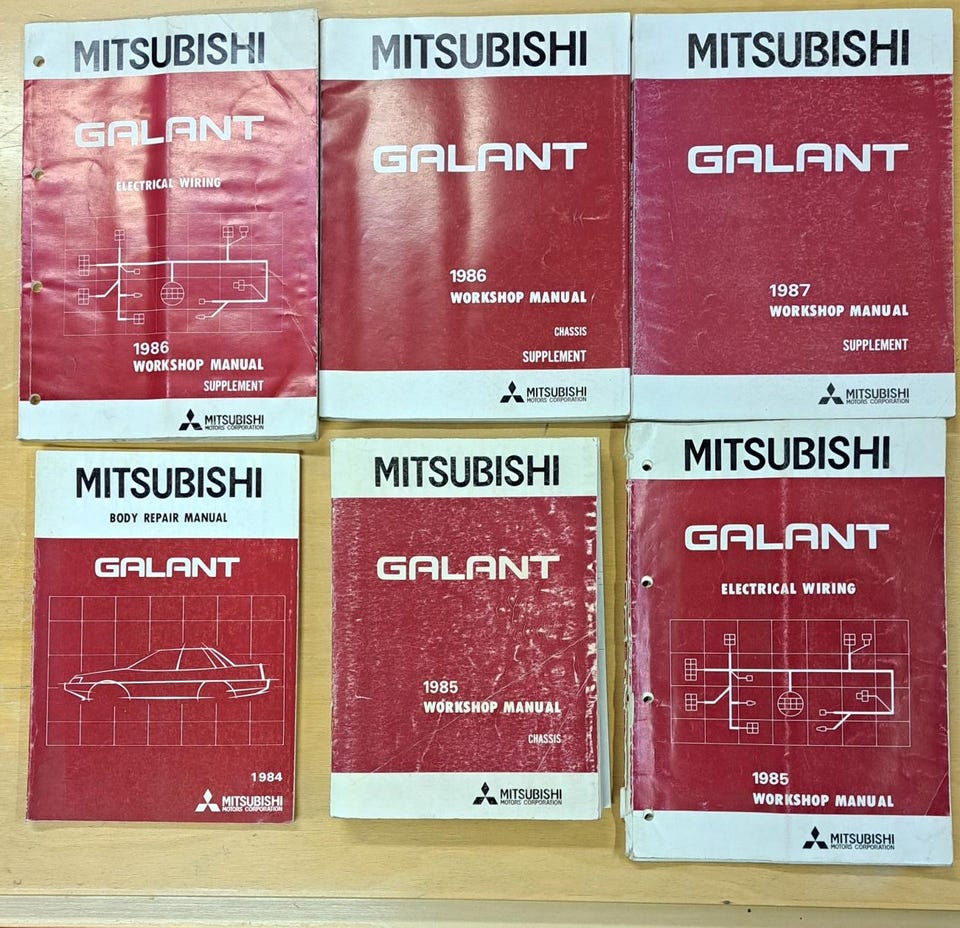 MITSUBISHI
GALANT
ELECTRICAL WIRING
1986
WORKSHOP MANUAL
SUPPLEMENT
MITSUBISHI
MOTORS CORPORATION
MITSUBISHI
GALANT
1986
WORKSHOP MANUAL
CHASSIS
SUPPLEMENT
MITSUBISHI
MOTORS CORPORATION
MITSUBISHI
GALANT
1987
WORKSHOP MANUAL
SUPPLEMENT
MITSUBISHI
MOTORS CORPORATION
MITSUBISHI
BODY REPAIR MANUAL
GALANT
1984
MITSUBISHI
MOTORS CORPORATION
MITSUBISHI
GALANT
1985
WORKSHOP MANUAL
CHASSIS
MITSUBISHI
MOTORS CORPORATION
MITSUBISHI
GALANT
ELECTRICAL WIRING
1985
WORKSHOP MANUAL
MITSUBISHI
MOTORS CORPORATION